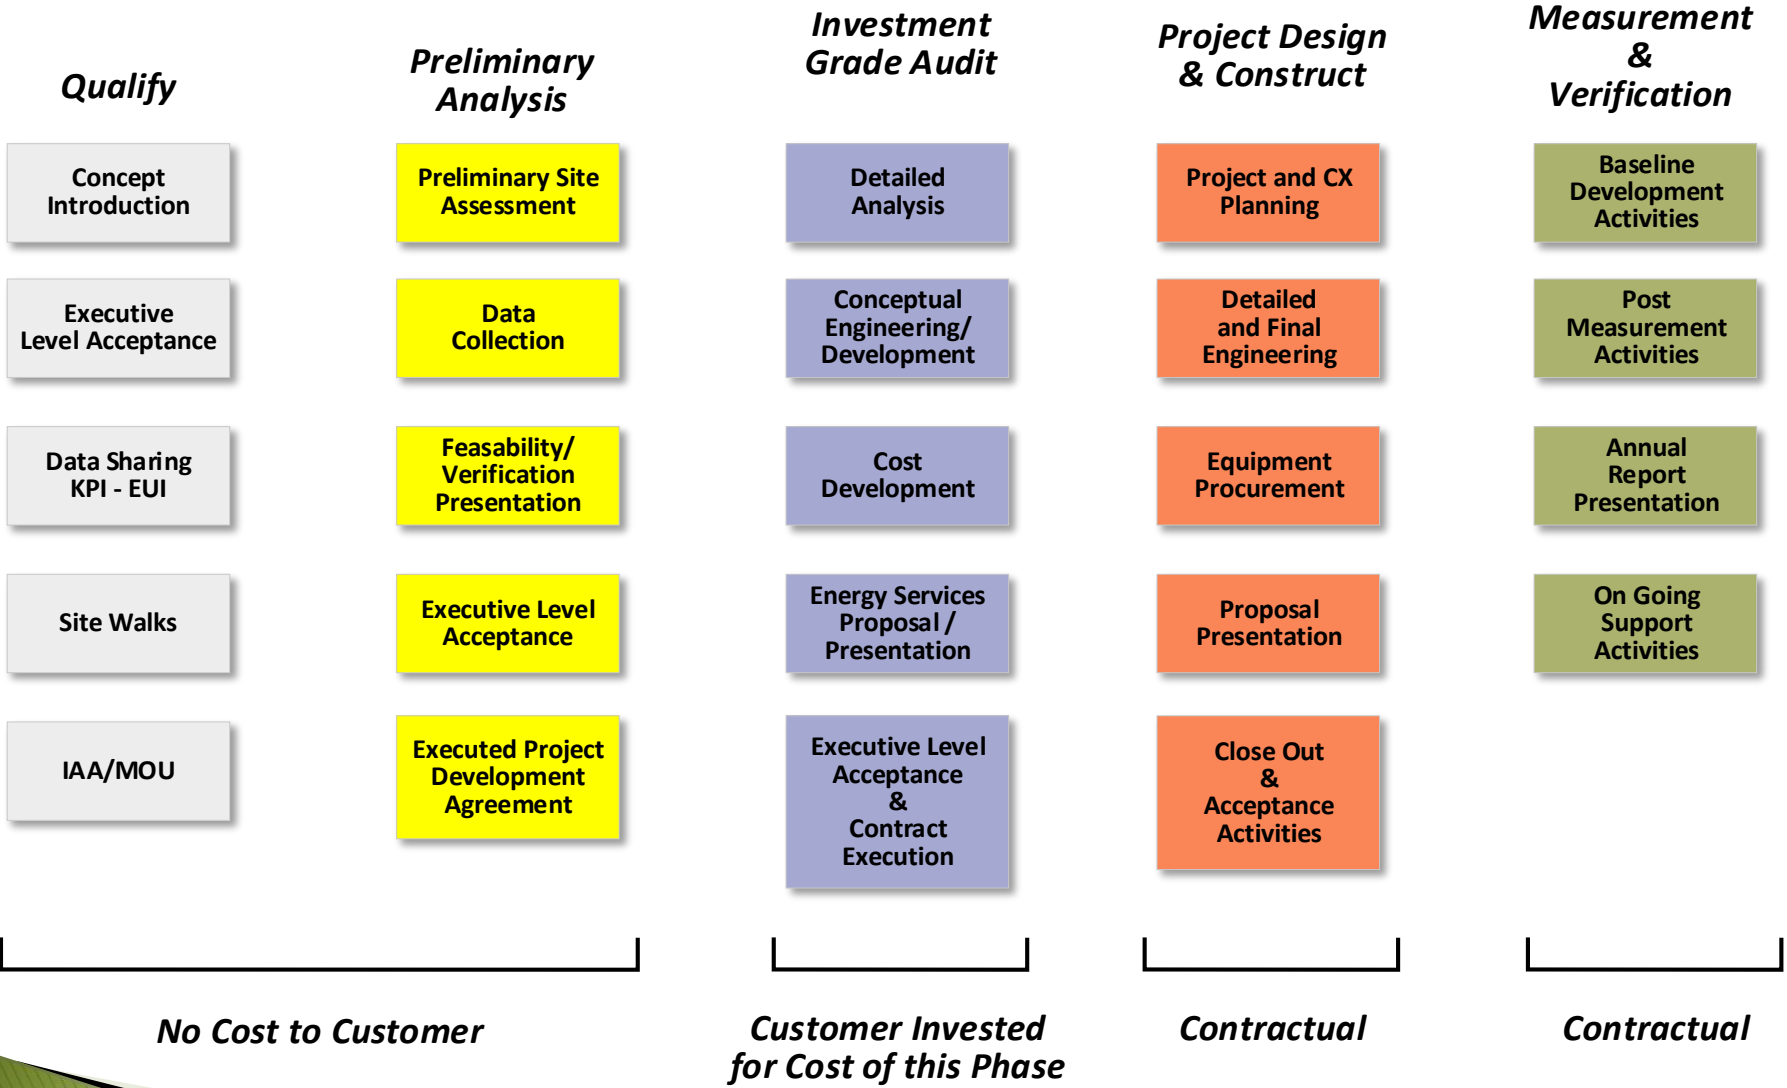 Qualify
Concept
Introduction
Executive
Level Acceptance
Data Sharing
KPI - EUI
Site Walks
IAA/MOU
Preliminary
Analysis
Preliminary Site
Assessment
Data
Collection
Feasability/
Verification
Presentation
Executive Level
Acceptance
Executed Project
Development
Agreement
No Cost to Customer
Investment
Grade Audit
Detailed
Analysis
Conceptual
Engineering/
Development
Cost
Development
Energy Services
Proposal /
Presentation
Executive Level
Acceptance
&
Contract
Execution
Customer Invested
for Cost of this Phase
Project Design
& Construct
Project and CX
Planning
Detailed
and Final
Engineering
Equipment
Procurement
Proposal
Presentation
Close Out
&
Acceptance
Activities
Contractual
Measurement
&
Verification
Baseline
Development
Activities
Post
Measurement
Activities
Annual
Report
Presentation
On Going
Support
Activities
Contractual